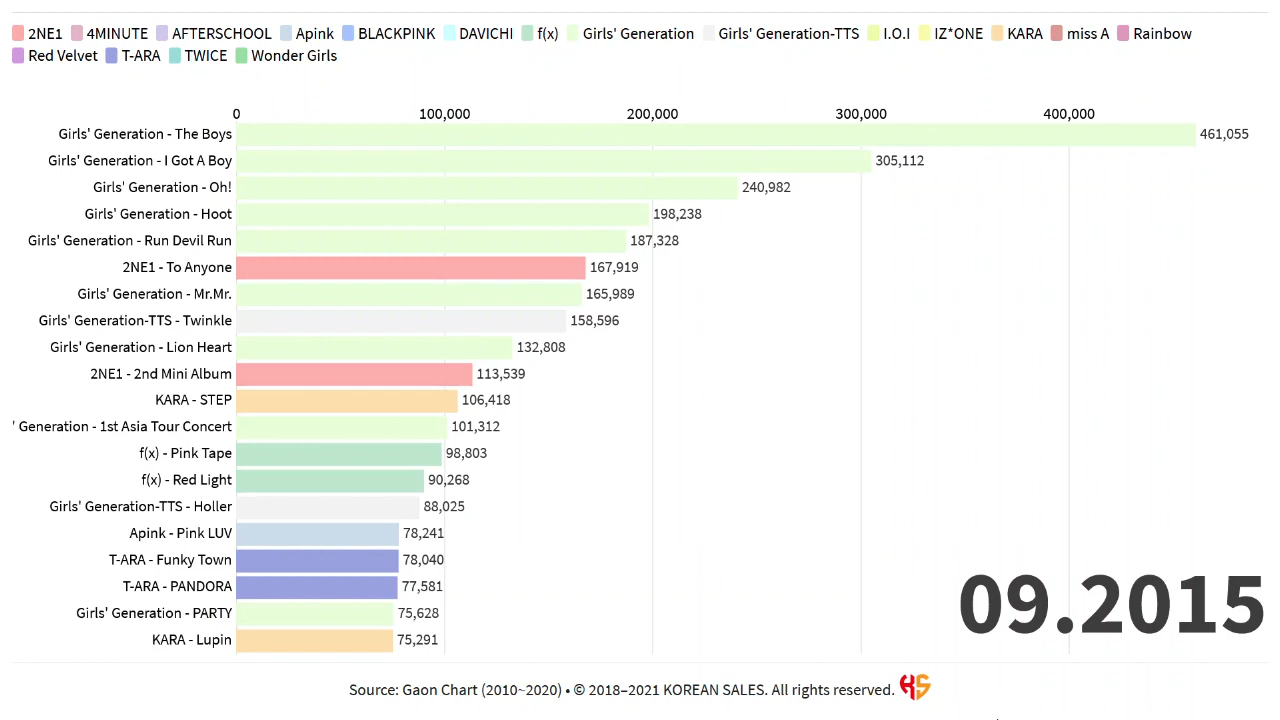 2NE1 4MINUTE AFTERSCHOOL Apink BLACKPINK DAVICHI f(x) Girls' Generation Girls' Generation-TTS I.O.I IZ*ONE KARA miss A Rainbow
Red Velvet T-ARA TWICE Wonder Girls
0 100,000 200,000 300,000 400,000
Girls' Generation - The Boys 461,055
Girls' Generation - I Got A Boy 305,112
Girls' Generation - Oh! 240,982
Girls' Generation - Hoot 198,238
Girls' Generation - Run Devil Run 187,328
2NE1 - To Anyone 167,919
Girls' Generation - Mr.Mr. 165,989
Girls' Generation-TTS - Twinkle 158,596
Girls' Generation - Lion Heart 132,808
2NE1 - 2nd Mini Album 113,539
KARA - STEP 106,418
' Generation - 1st Asia Tour Concert 101,312
f(x) - Pink Tape 98,803
f(x) - Red Light 90,268
Girls' Generation-TTS - Holler 88,025
Apink - Pink LUV 78,241
T-ARA - Funky Town 78,040
T-ARA - PANDORA 77,581
Girls' Generation - PARTY 75,628
KARA - Lupin 75,291
09.2015
Source: Gaon Chart (2010~2020) • © 2018–2021 KOREAN SALES. All rights reserved. KS